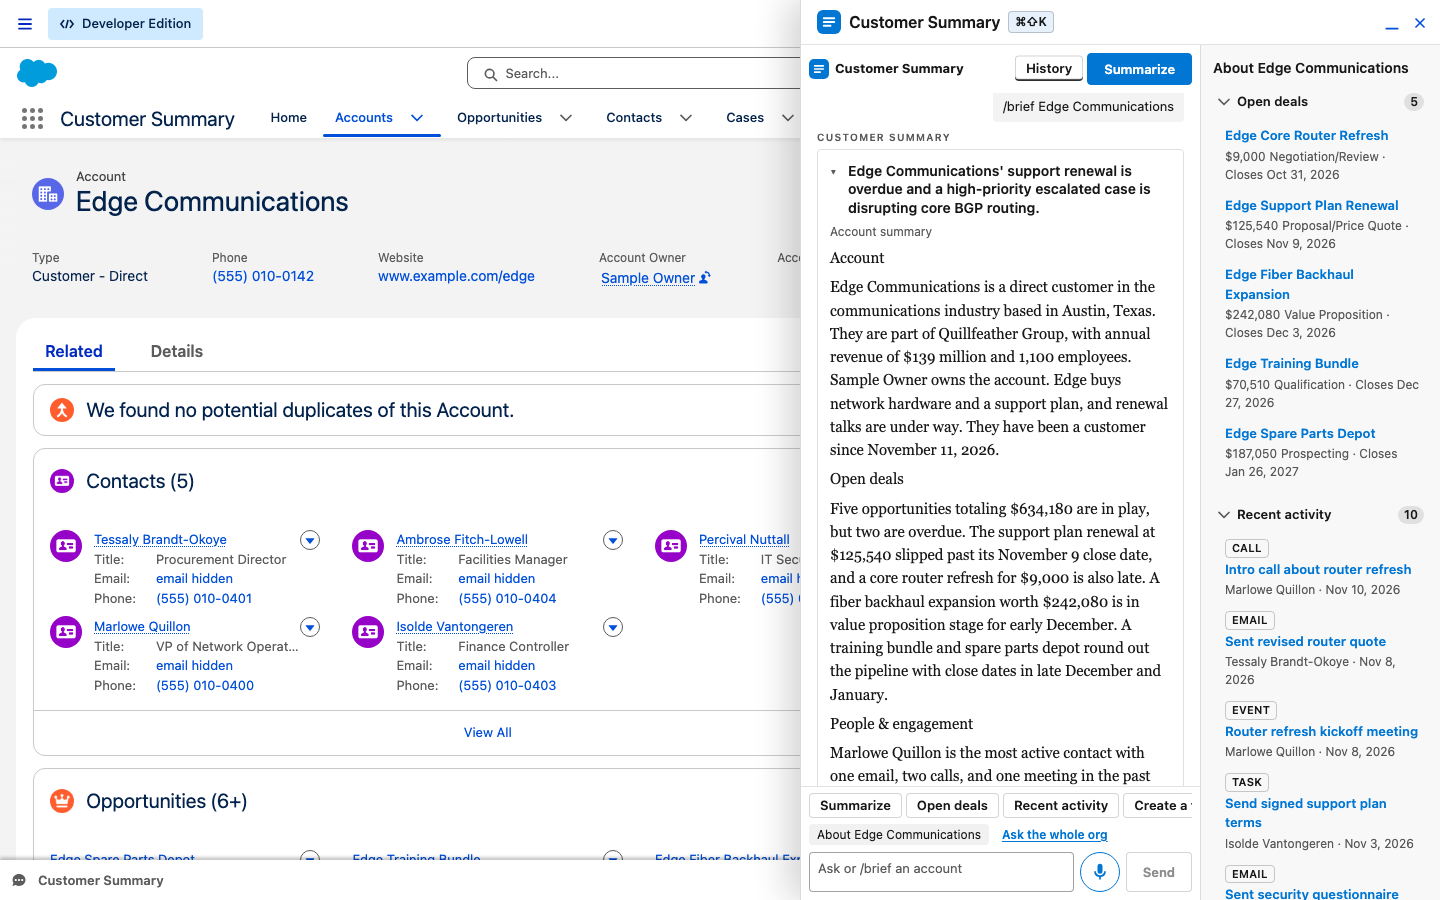 Developer Edition
Search...
Customer Summary
Home
Accounts
Opportunities
Contacts
Cases
Account
Edge Communications
Type
Customer - Direct
Phone
(555) 010-0142
Website
www.example.com/edge
Account Owner
Sample Owner
Acc
Related
Details
We found no potential duplicates of this Account.
Contacts (5)
Tessaly Brandt-Okoye
Title: Procurement Director
Email: email hidden
Phone: (555) 010-0401
Ambrose Fitch-Lowell
Title: Facilities Manager
Email: email hidden
Phone: (555) 010-0404
Percival Nuttall
Title: IT Sec
Email: email
Phone: (555)
Marlowe Quillon
Title: VP of Network Operat...
Email: email hidden
Phone: (555) 010-0400
Isolde Vantongeren
Title: Finance Controller
Email: email hidden
Phone: (555) 010-0403
View All
Opportunities (6+)
Edge Spare Parts Depot
Edge Training Bundle
Edge Fiber Backhaul Ex
Customer Summary
Customer Summary ⌘⇧K
Customer Summary
History
Summarize
/brief Edge Communications
CUSTOMER SUMMARY
Edge Communications' support renewal is
overdue and a high-priority escalated case is
disrupting core BGP routing.
Account summary
Account
Edge Communications is a direct customer in the
communications industry based in Austin, Texas.
They are part of Quillfeather Group, with annual
revenue of $139 million and 1,100 employees.
Sample Owner owns the account. Edge buys
network hardware and a support plan, and renewal
talks are under way. They have been a customer
since November 11, 2026.
Open deals
Five opportunities totaling $634,180 are in play,
but two are overdue. The support plan renewal at
$125,540 slipped past its November 9 close date,
and a core router refresh for $9,000 is also late. A
fiber backhaul expansion worth $242,080 is in
value proposition stage for early December. A
training bundle and spare parts depot round out
the pipeline with close dates in late December and
January.
People & engagement
Marlowe Quillon is the most active contact with
one email, two calls, and one meeting in the past
Summarize
Open deals
Recent activity
Create a
About Edge Communications
Ask the whole org
Ask or /brief an account
Send
About Edge Communications
Open deals 5
Edge Core Router Refresh
$9,000 Negotiation/Review ·
Closes Oct 31, 2026
Edge Support Plan Renewal
$125,540 Proposal/Price Quote ·
Closes Nov 9, 2026
Edge Fiber Backhaul
Expansion
$242,080 Value Proposition ·
Closes Dec 3, 2026
Edge Training Bundle
$70,510 Qualification · Closes Dec
27, 2026
Edge Spare Parts Depot
$187,050 Prospecting · Closes
Jan 26, 2027
Recent activity 10
CALL
Intro call about router refresh
Marlowe Quillon · Nov 10, 2026
EMAIL
Sent revised router quote
Tessaly Brandt-Okoye · Nov 8,
2026
EVENT
Router refresh kickoff meeting
Marlowe Quillon · Nov 8, 2026
TASK
Send signed support plan
terms
Isolde Vantongeren · Nov 3, 2026
EMAIL
Sent security questionnaire